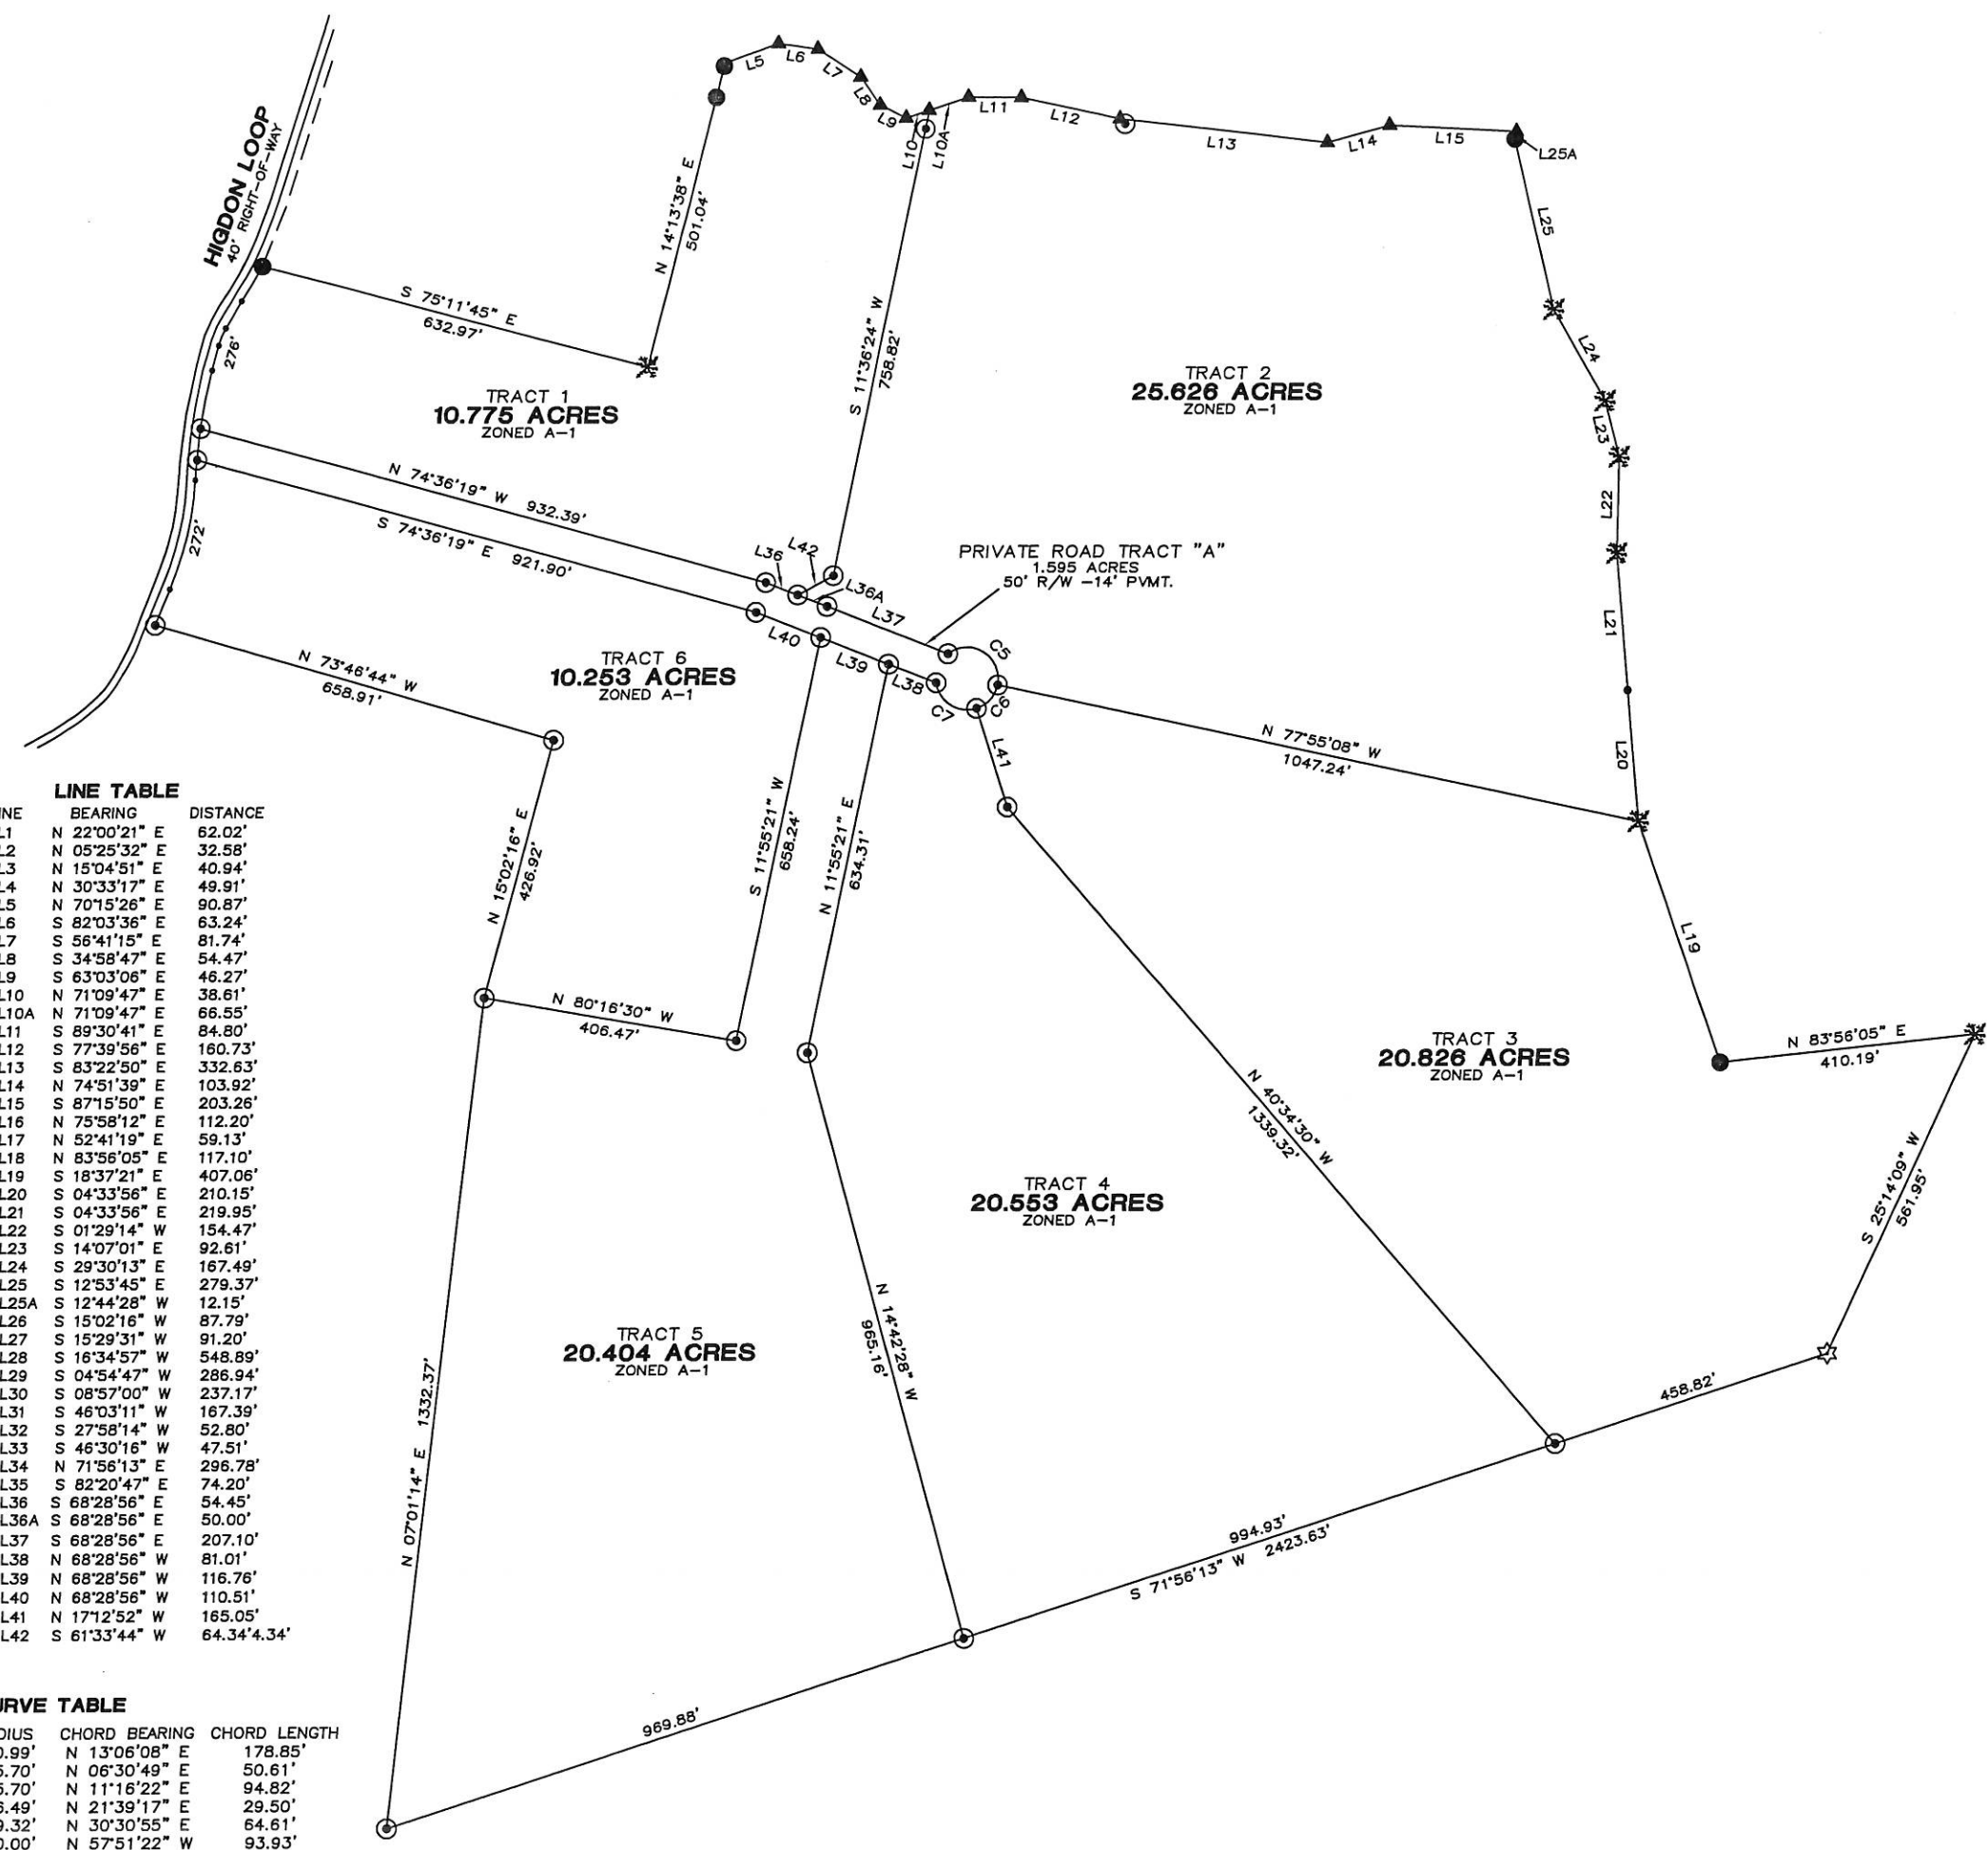 HIGDON LOOP
40' RIGHT-OF-WAY
L5
L6
L7
L8
L9
L10
L10A
L11
L12
L13
L14
L15
L25A
L25
L24
L23
L22
L21
L20
L19
N 14°13'38" E
501.04'
S 75°11'45" E
632.97'
276'
S 11°36'24" W
758.82'
TRACT 1
10.775 ACRES
ZONED A-1
TRACT 2
25.626 ACRES
ZONED A-1
N 74°36'19" W 932.39'
S 74°36'19" E 921.90'
272'
L36
L42
L36A
L37
PRIVATE ROAD TRACT "A"
1.595 ACRES
50' R/W -14' PVMT.
L40
L39
L38
C5
C6
C7
L41
TRACT 6
10.253 ACRES
ZONED A-1
N 73°46'44" W
658.91'
N 77°55'08" W
1047.24'
N 15°02'16" E
426.92'
S 11°55'21" W
658.24'
N 11°55'21" E
634.31'
N 80°16'30" W
406.47'
TRACT 3
20.826 ACRES
ZONED A-1
N 83°56'05" E
410.19'
N 40°34'30" W
1339.32'
S 25°14'09" W
561.95'
TRACT 4
20.553 ACRES
ZONED A-1
N 14°42'28" W
965.16'
TRACT 5
20.404 ACRES
ZONED A-1
N 07°01'14" E 1332.37'
458.82'
994.93'
S 71°56'13" W 2423.63'
969.88'
LINE TABLE
INE BEARING DISTANCE
L1 N 22°00'21" E 62.02'
L2 N 05°25'32" E 32.58'
L3 N 15°04'51" E 40.94'
L4 N 30°33'17" E 49.91'
L5 N 70°15'26" E 90.87'
L6 S 82°03'36" E 63.24'
L7 S 56°41'15" E 81.74'
L8 S 34°58'47" E 54.47'
L9 S 63°03'06" E 46.27'
L10 N 71°09'47" E 38.61'
L10A N 71°09'47" E 66.55'
L11 S 89°30'41" E 84.80'
L12 S 77°39'56" E 160.73'
L13 S 83°22'50" E 332.63'
L14 N 74°51'39" E 103.92'
L15 S 87°15'50" E 203.26'
L16 N 75°58'12" E 112.20'
L17 N 52°41'19" E 59.13'
L18 N 83°56'05" E 117.10'
L19 S 18°37'21" E 407.06'
L20 S 04°33'56" E 210.15'
L21 S 04°33'56" E 219.95'
L22 S 01°29'14" W 154.47'
L23 S 14°07'01" E 92.61'
L24 S 29°30'13" E 167.49'
L25 S 12°53'45" E 279.37'
L25A S 12°44'28" W 12.15'
L26 S 15°02'16" W 87.79'
L27 S 15°29'31" W 91.20'
L28 S 16°34'57" W 548.89'
L29 S 04°54'47" W 286.94'
L30 S 08°57'00" W 237.17'
L31 S 46°03'11" W 167.39'
L32 S 27°58'14" W 52.80'
L33 S 46°30'16" W 47.51'
L34 N 71°56'13" E 296.78'
L35 S 82°20'47" E 74.20'
L36 S 68°28'56" E 54.45'
L36A S 68°28'56" E 50.00'
L37 S 68°28'56" E 207.10'
L38 N 68°28'56" W 81.01'
L39 N 68°28'56" W 116.76'
L40 N 68°28'56" W 110.51'
L41 N 17°12'52" W 165.05'
L42 S 61°33'44" W 64.34'4.34'
URVE TABLE
DIUS CHORD BEARING CHORD LENGTH
0.99' N 13°06'08" E 178.85'
5.70' N 06°30'49" E 50.61'
5.70' N 11°16'22" E 94.82'
6.49' N 21°39'17" E 29.50'
9.32' N 30°30'55" E 64.61'
0.00' N 57°51'22" W 93.93'